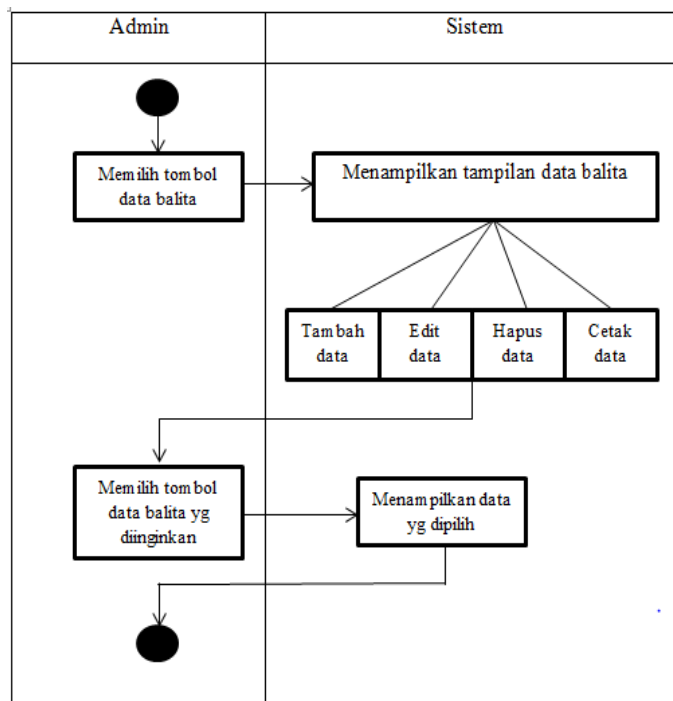 Admin
Sistem
Memilih tombol
data balita
Menampilkan tampilan data balita
Tambah
data
Edit
data
Hapus
data
Cetak
data
Memilih tombol
data balita yg
diinginkan
Menampilkan data
yg dipilih